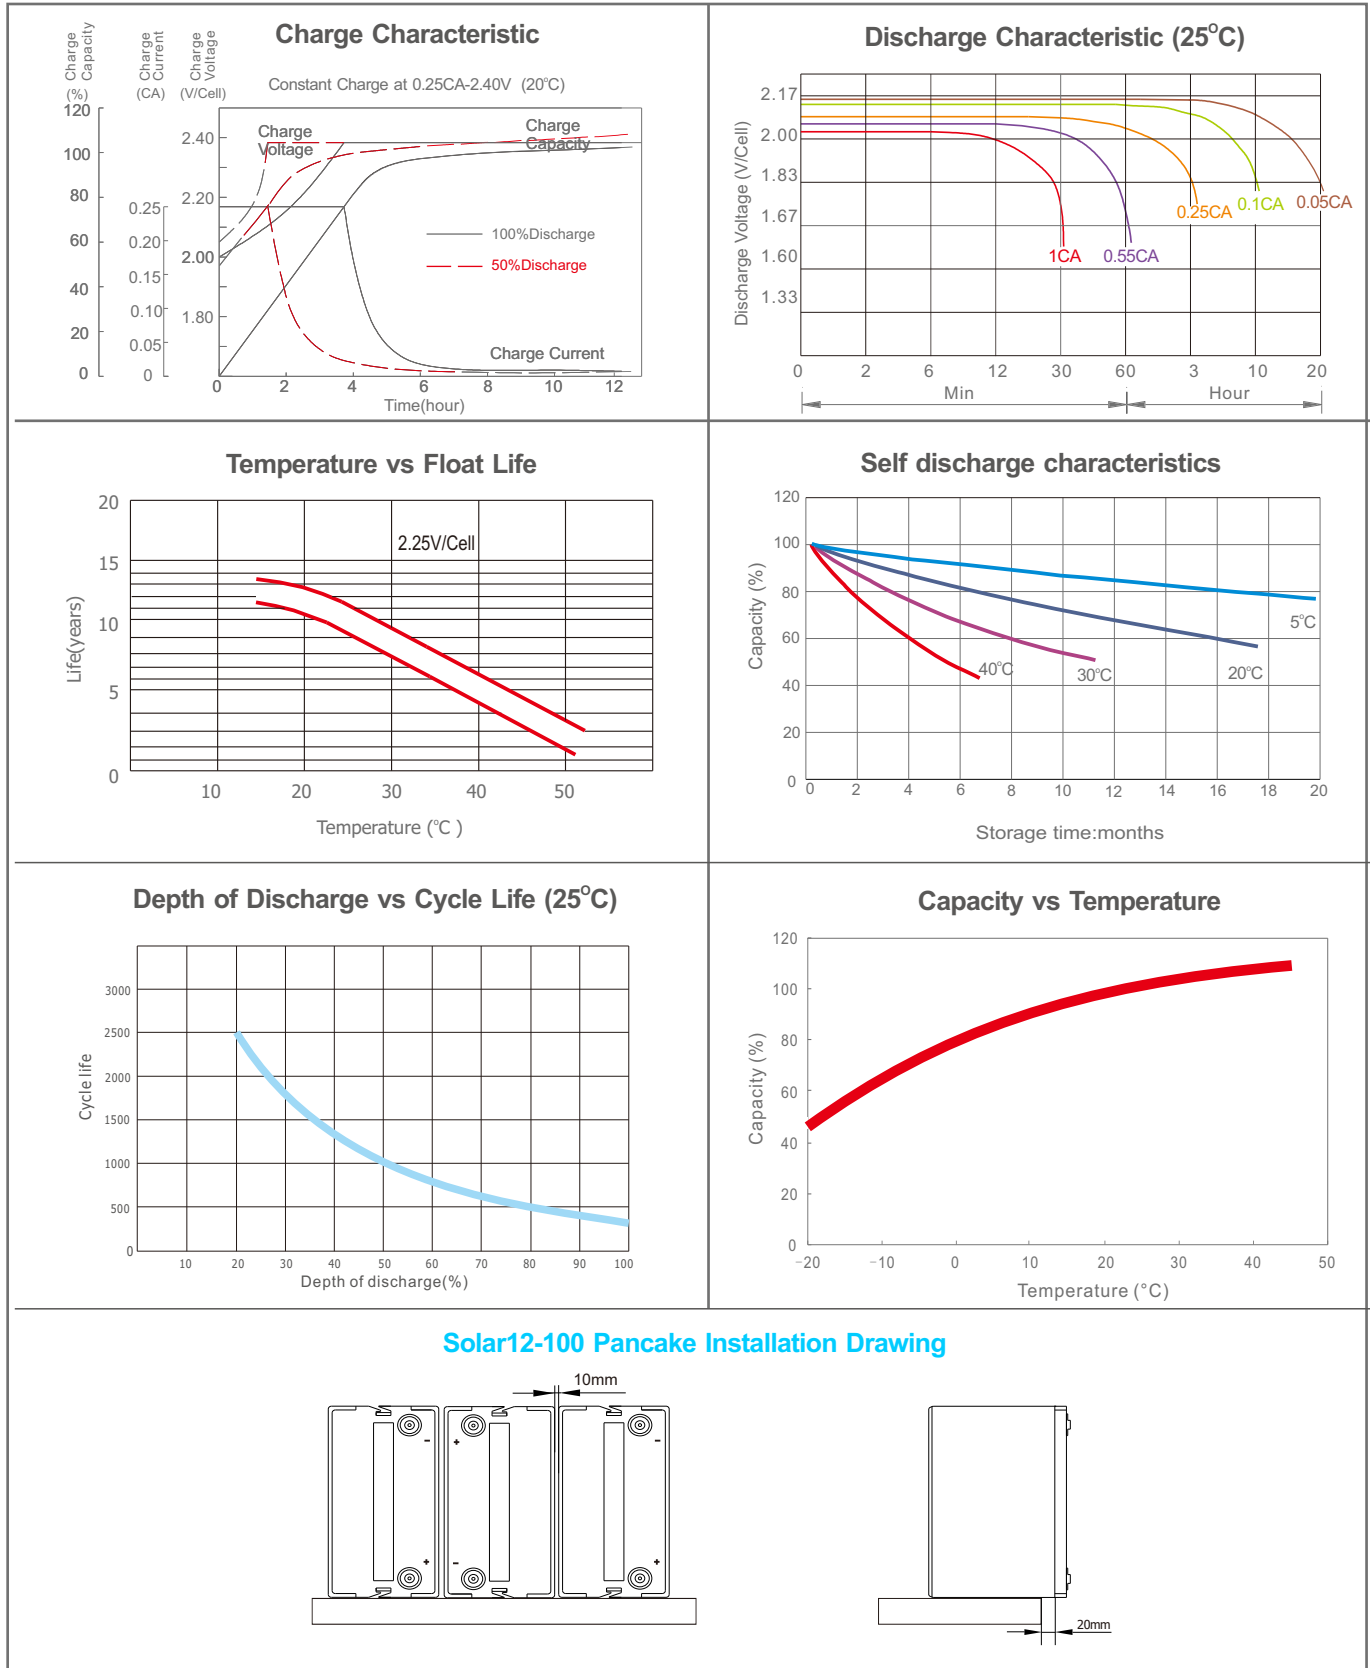 Charge Characteristic
Charge
Capacity
(%)
Charge
Current
(CA)
Charge
Voltage
(V/Cell)
Constant Charge at 0.25CA-2.40V (20°C)
120
100
80
60
40
20
0
0.25
0.20
0.15
0.10
0.05
0
2.40
2.20
2.00
1.80
Charge
Voltage
Charge
Capacity
100%Discharge
50%Discharge
Charge Current
0 2 4 6 8 10 12
Time(hour)
Discharge Characteristic (25°C)
Discharge Voltage (V/Cell)
2.17
2.00
1.83
1.67
1.60
1.33
1CA
0.55CA
0.25CA
0.1CA
0.05CA
0 2 6 12 30 60 3 10 20
Min Hour
Temperature vs Float Life
Life(years)
20
15
10
5
0
2.25V/Cell
10 20 30 40 50
Temperature (°C )
Self discharge characteristics
Capacity (%)
120
100
80
60
40
20
0
5°C
20°C
30°C
40°C
0 2 4 6 8 10 12 14 16 18 20
Storage time:months
Depth of Discharge vs Cycle Life (25°C)
Cycle life
3000
2500
2000
1500
1000
500
0
10 20 30 40 50 60 70 80 90 100
Depth of discharge(%)
Capacity vs Temperature
Capacity (%)
120
100
80
60
40
20
0
−20 −10 0 10 20 30 40 50
Temperature (°C)
Solar12-100 Pancake Installation Drawing
10mm
- + -
+ - +
20mm